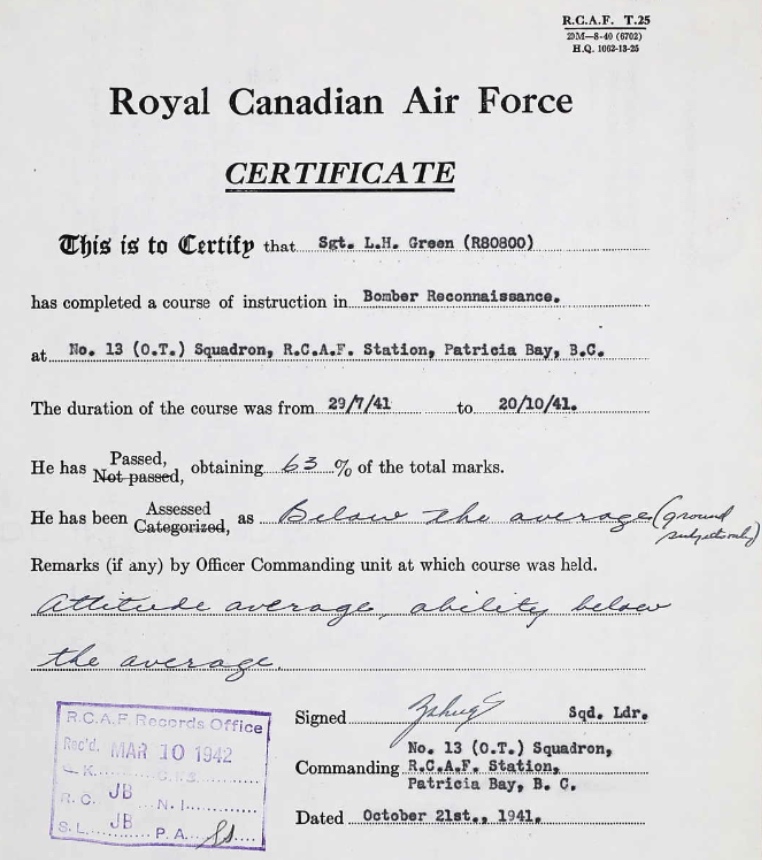 R.C.A.F. T.25
20M—8-40 (6702)
H.Q. 1062-13-25
Royal Canadian Air Force
CERTIFICATE
This is to Certify that Sgt. L.H. Green (R80800)
has completed a course of instruction in Bomber Reconnaissance.
at No. 13 (O.T.) Squadron, R.C.A.F. Station, Patricia Bay, B.C.
The duration of the course was from 29/7/41 to 20/10/41.
He has Passed, Not passed, obtaining 63 % of the total marks.
He has been Assessed Categorized, as Below the average (ground subjects only)
Remarks (if any) by Officer Commanding unit at which course was held.
Attitude average, ability below
the average.
Signed Sqd. Ldr.
Commanding No. 13 (O.T.) Squadron,
R.C.A.F. Station,
Patricia Bay, B. C.
Dated October 21st., 1941.
R.C.A.F. Records Office
Rec'd. MAR 10 1942
R.C. JB N.I.
S.L. JB P.A.